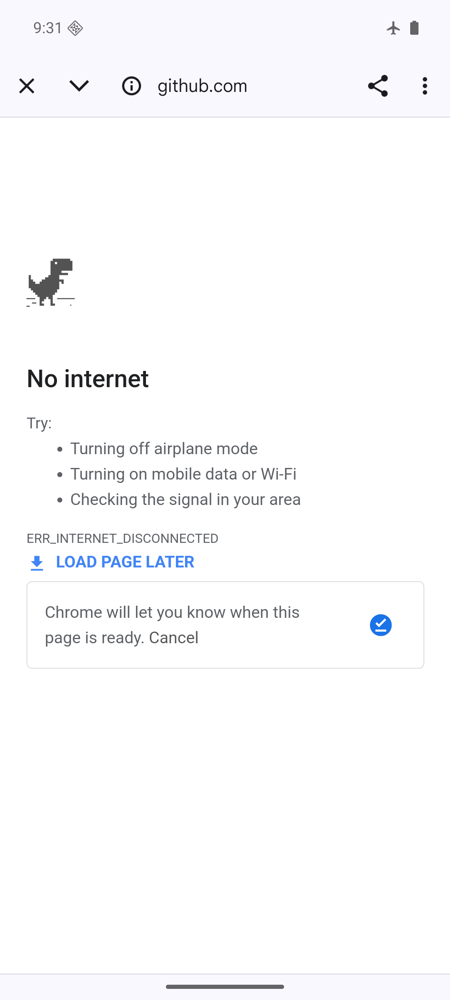 9:31
github.com
No internet
Try:
• Turning off airplane mode
• Turning on mobile data or Wi-Fi
• Checking the signal in your area
ERR_INTERNET_DISCONNECTED
LOAD PAGE LATER
Chrome will let you know when this
page is ready. Cancel